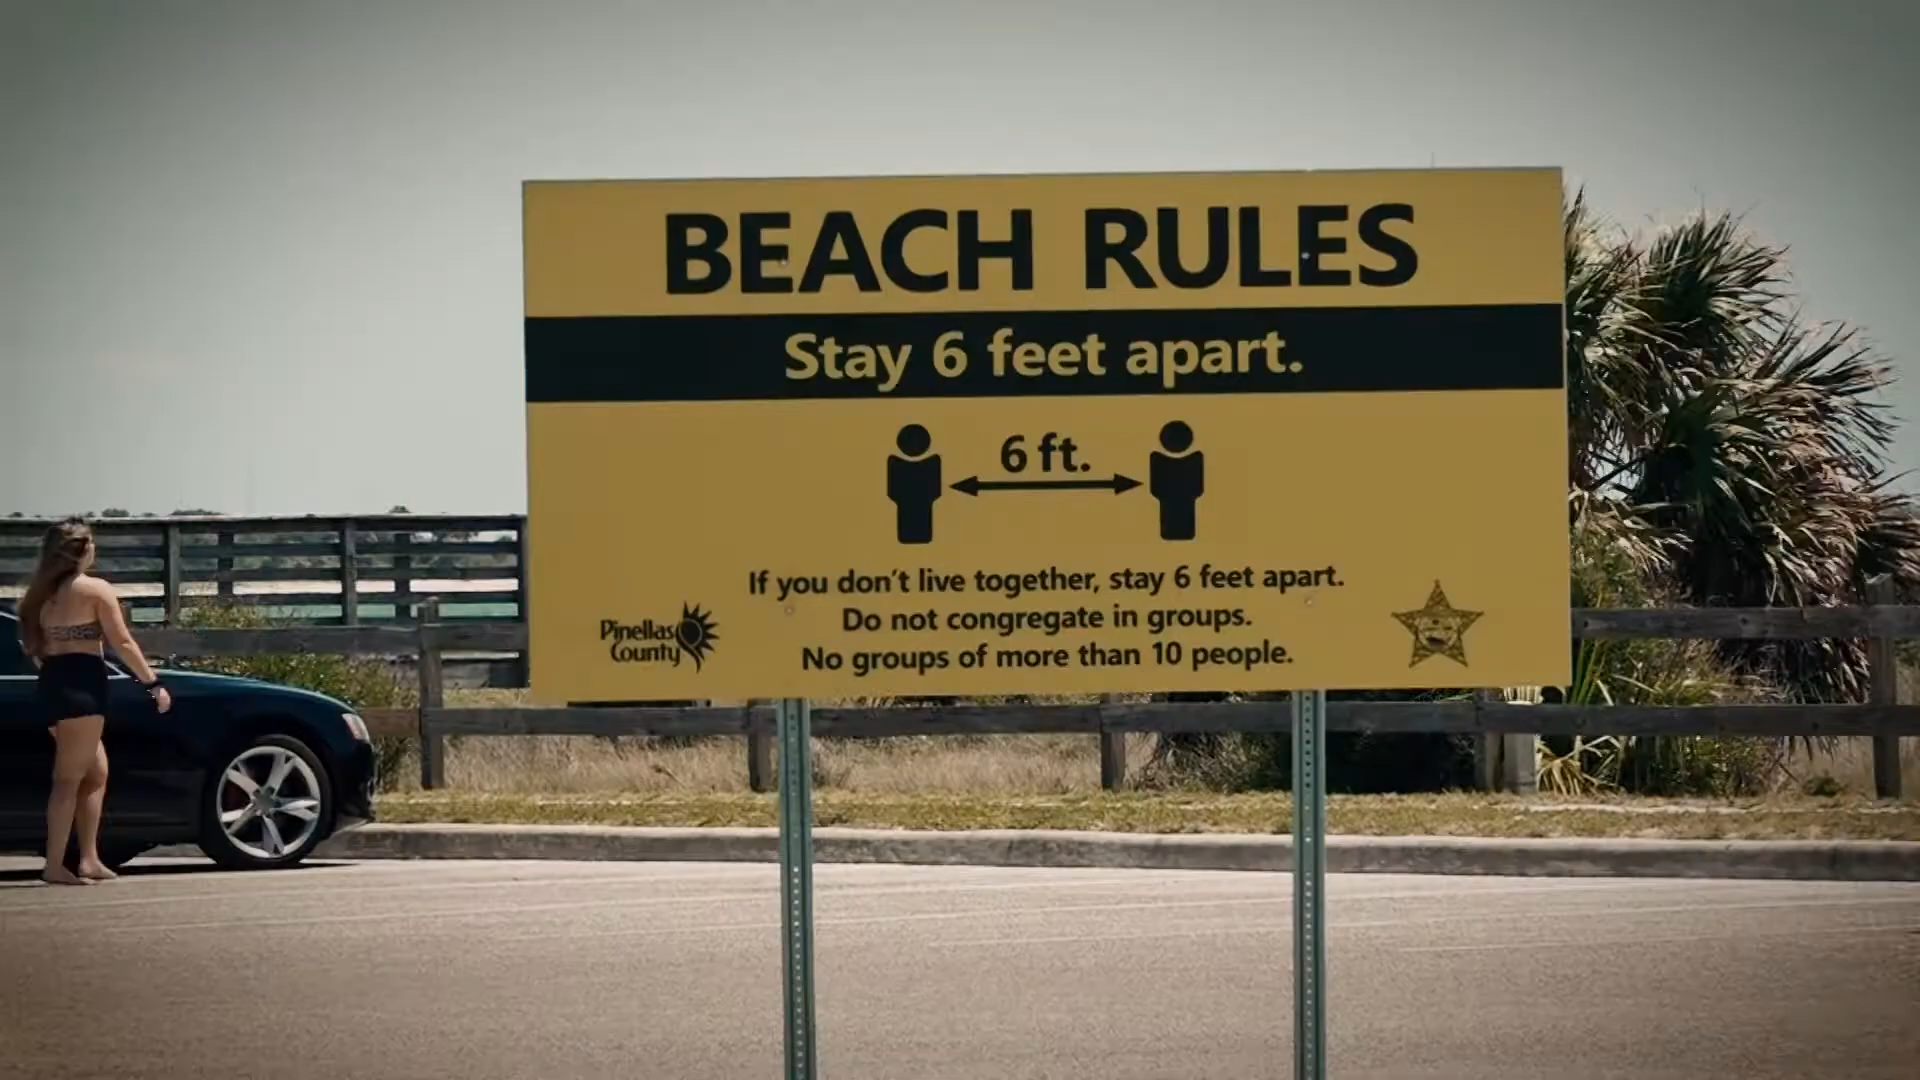 BEACH RULES
Stay 6 feet apart.
6 ft.
If you don't live together, stay 6 feet apart.
Do not congregate in groups.
No groups of more than 10 people.
Pinellas
County